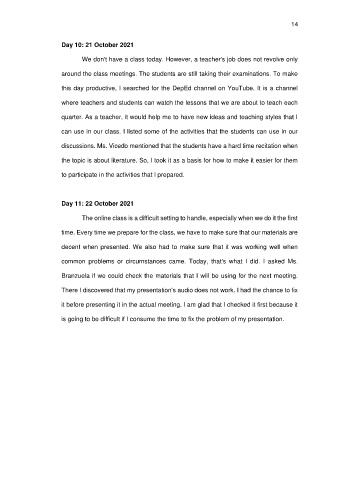 14
Day 10: 21 October 2021
We don't have a class today. However, a teacher's job does not revolve only
around the class meetings. The students are still taking their examinations. To make
this day productive, I searched for the DepEd channel on YouTube. It is a channel
where teachers and students can watch the lessons that we are about to teach each
quarter. As a teacher, it would help me to have new ideas and teaching styles that I
can use in our class. I listed some of the activities that the students can use in our
discussions. Ms. Vicedo mentioned that the students have a hard time recitation when
the topic is about literature. So, I took it as a basis for how to make it easier for them
to participate in the activities that I prepared.
Day 11: 22 October 2021
The online class is a difficult setting to handle, especially when we do it the first
time. Every time we prepare for the class, we have to make sure that our materials are
decent when presented. We also had to make sure that it was working well when
common problems or circumstances came. Today, that's what I did. I asked Ms.
Branzuela if we could check the materials that I will be using for the next meeting.
There I discovered that my presentation's audio does not work. I had the chance to fix
it before presenting it in the actual meeting. I am glad that I checked it first because it
is going to be difficult if I consume the time to fix the problem of my presentation.